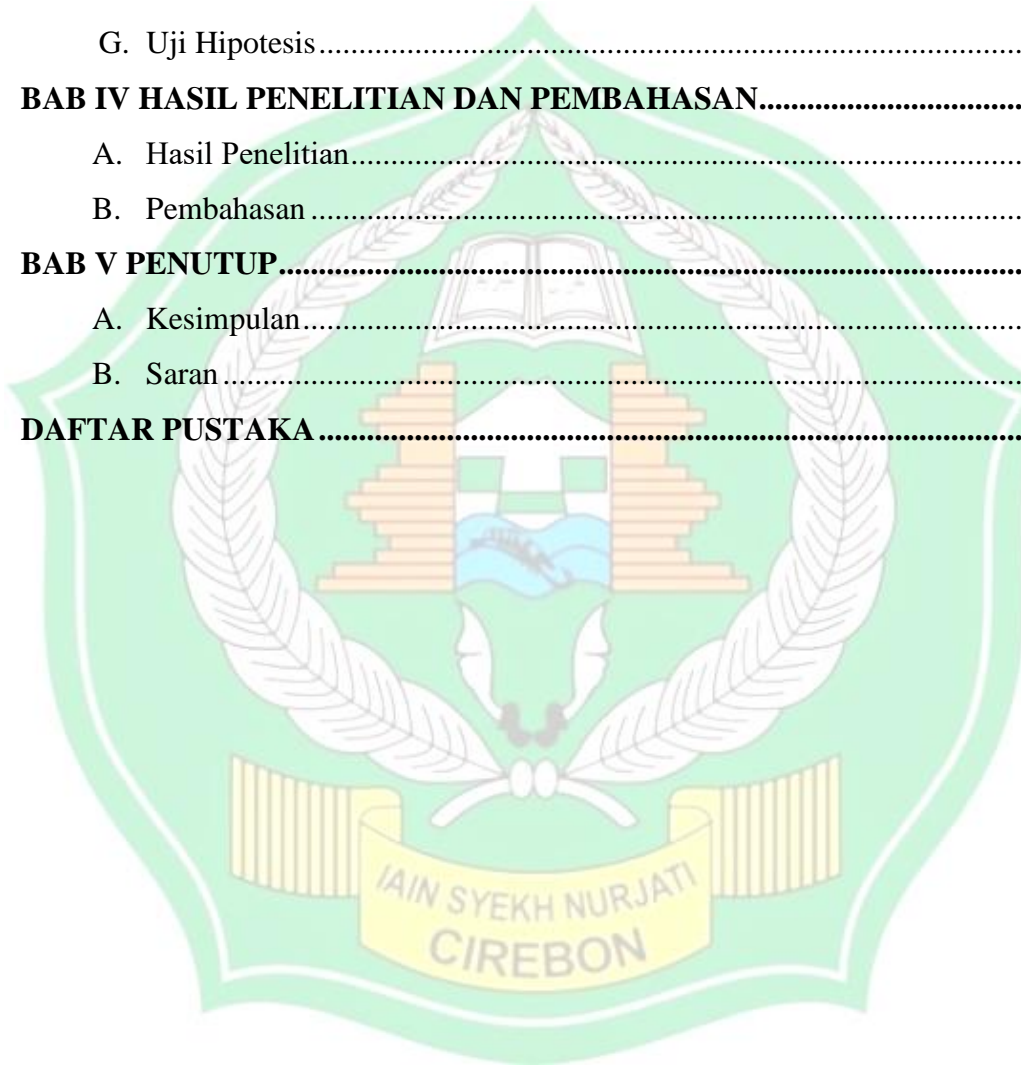 G. Uji Hipotesis....................................................................................................
BAB IV HASIL PENELITIAN DAN PEMBAHASAN...................................
A. Hasil Penelitian...............................................................................................
B. Pembahasan....................................................................................................
BAB V PENUTUP...............................................................................................
A. Kesimpulan.....................................................................................................
B. Saran................................................................................................................
DAFTAR PUSTAKA..........................................................................................
IAIN SYEKH NURJATI
CIREBON